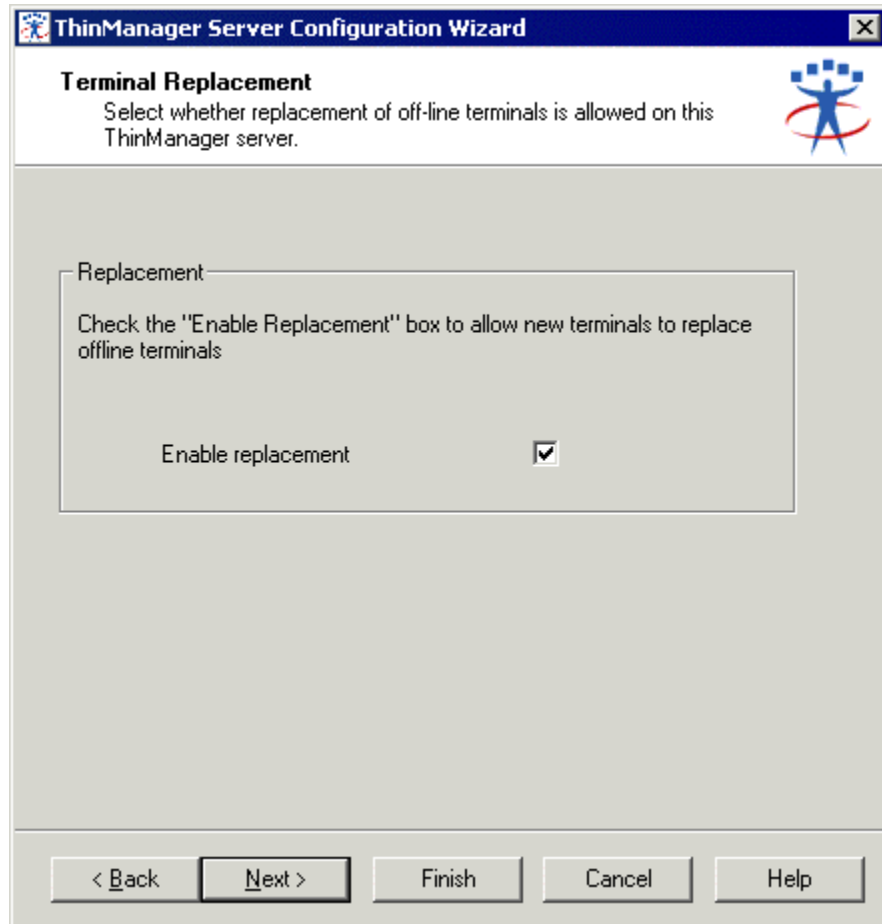 ThinManager Server Configuration Wizard
Terminal Replacement
Select whether replacement of off-line terminals is allowed on this
ThinManager server.
Replacement
Check the "Enable Replacement" box to allow new terminals to replace
offline terminals
Enable replacement
< Back Next > Finish Cancel Help